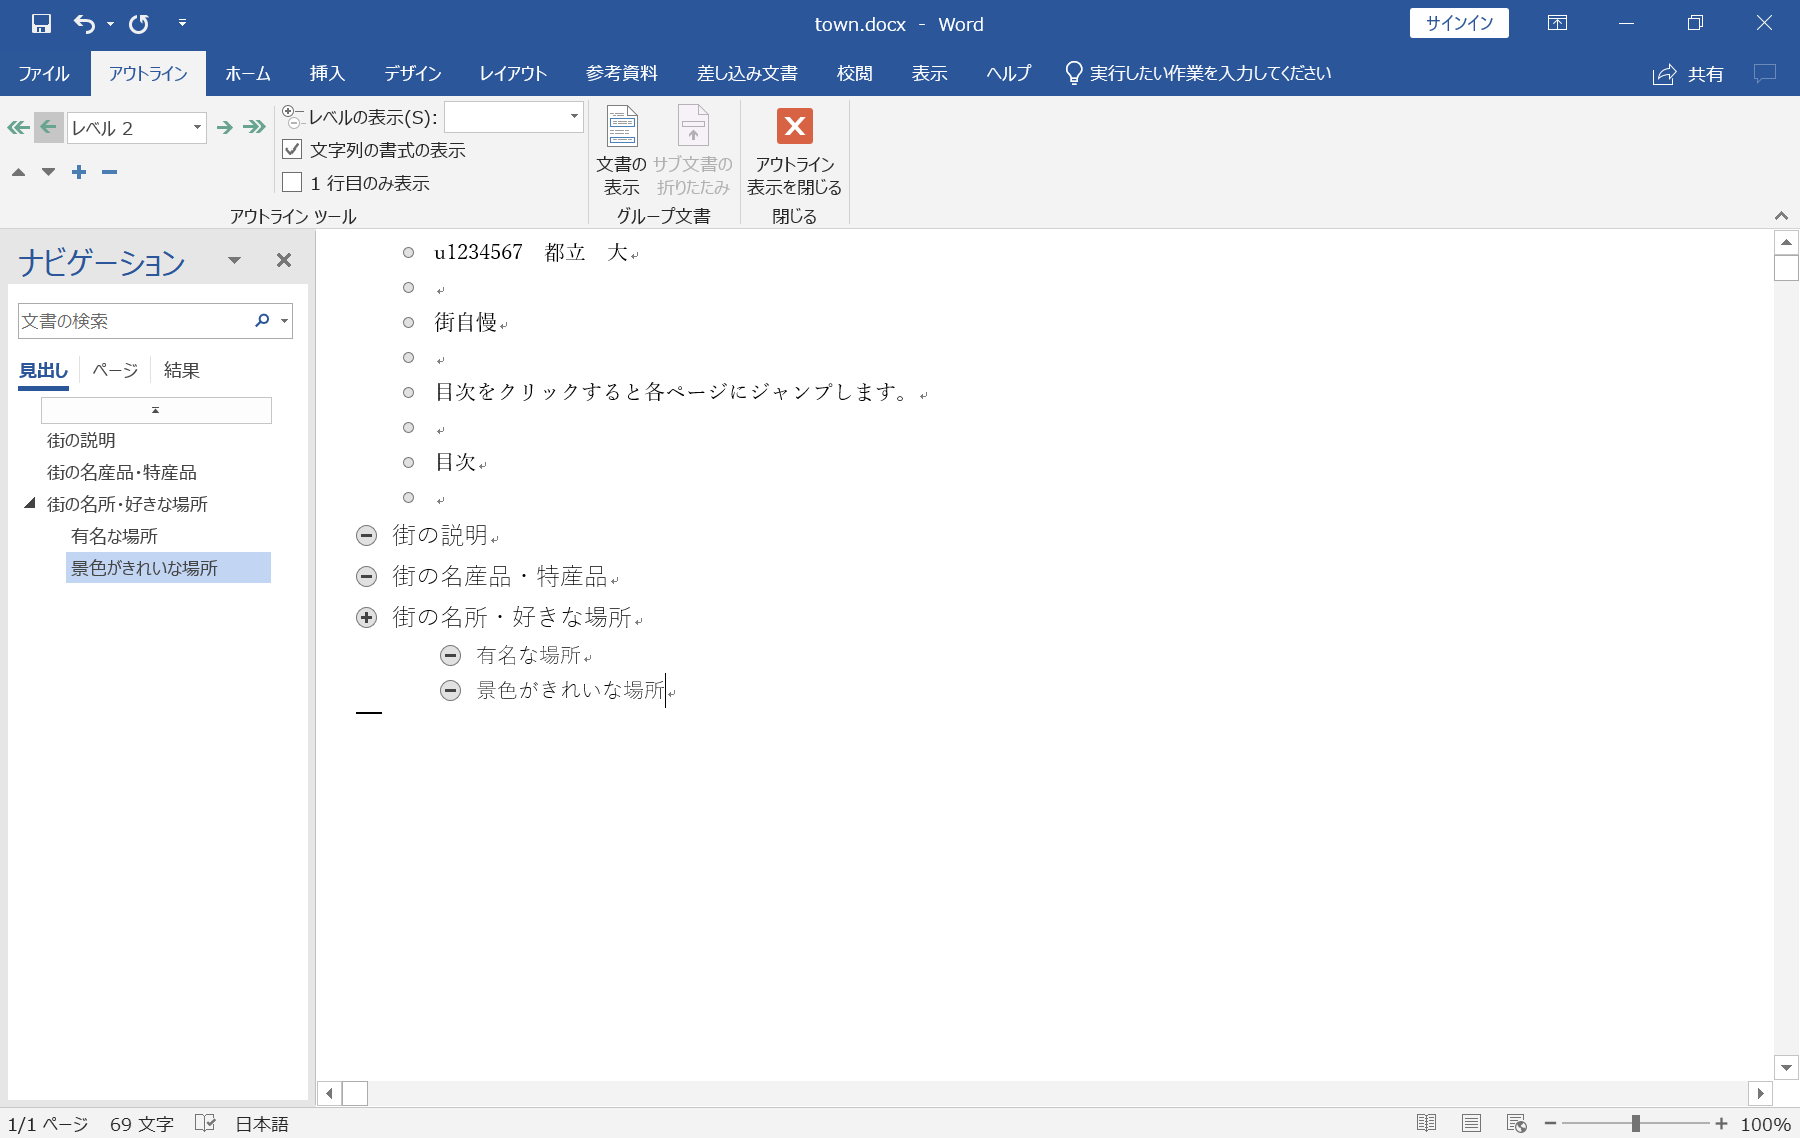 town.docx - Word
サインイン
ファイル アウトライン ホーム 挿入 デザイン レイアウト 参考資料 差し込み文書 校閲 表示 ヘルプ 実行したい作業を入力してください 共有
レベル 2
レベルの表示(S):
文字列の書式の表示
1 行目のみ表示
アウトライン ツール
文書の
表示
サブ文書の
折りたたみ
グループ文書
アウトライン
表示を閉じる
閉じる
ナビゲーション
文書の検索
見出し ページ 結果
街の説明
街の名産品・特産品
街の名所・好きな場所
有名な場所
景色がきれいな場所
u1234567 都立 大
街自慢
目次をクリックすると各ページにジャンプします。
目次
街の説明
街の名産品・特産品
街の名所・好きな場所
有名な場所
景色がきれいな場所
1/1 ページ 69 文字 日本語 100%